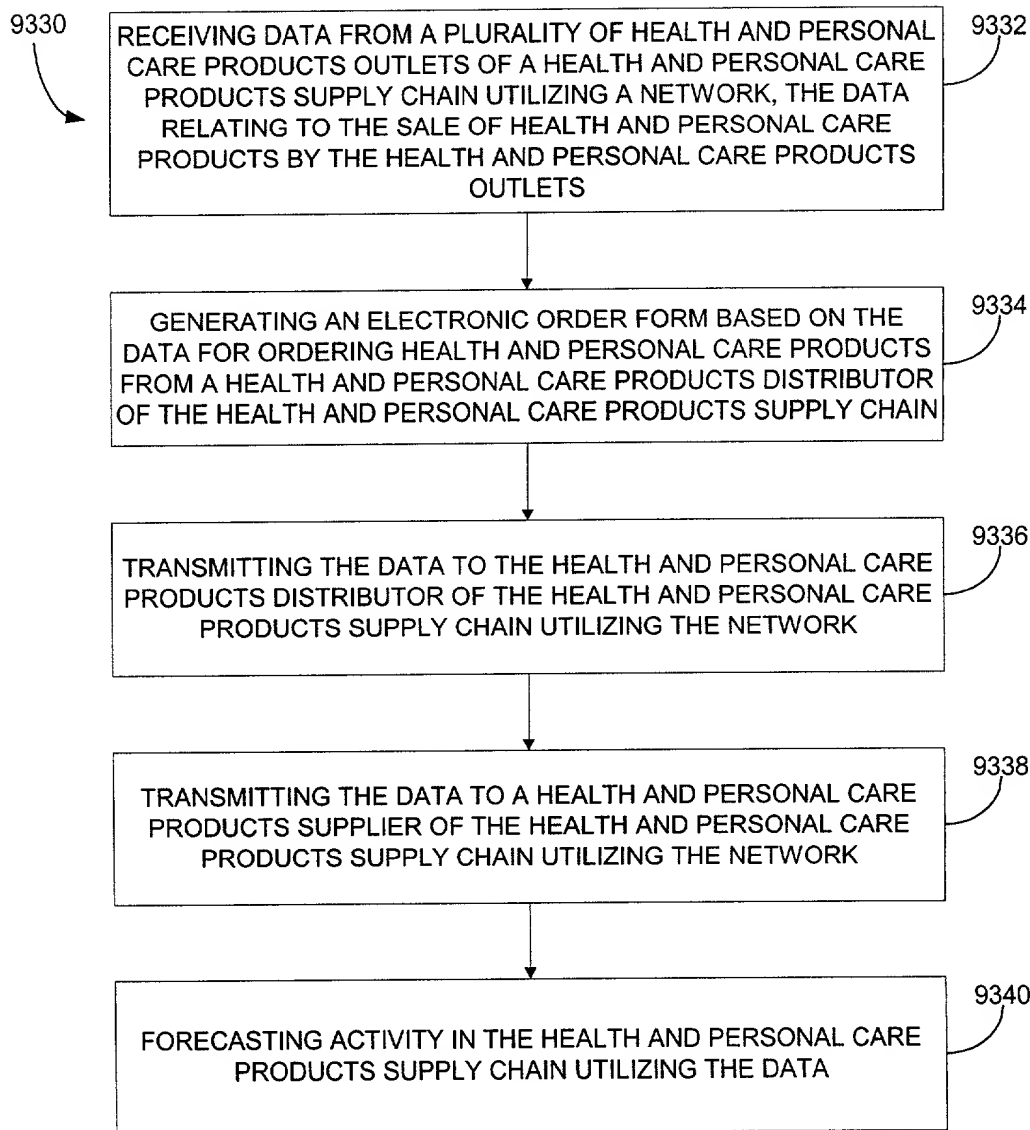 9330
RECEIVING DATA FROM A PLURALITY OF HEALTH AND PERSONAL
CARE PRODUCTS OUTLETS OF A HEALTH AND PERSONAL CARE
PRODUCTS SUPPLY CHAIN UTILIZING A NETWORK, THE DATA
RELATING TO THE SALE OF HEALTH AND PERSONAL CARE
PRODUCTS BY THE HEALTH AND PERSONAL CARE PRODUCTS
OUTLETS
9332
GENERATING AN ELECTRONIC ORDER FORM BASED ON THE
DATA FOR ORDERING HEALTH AND PERSONAL CARE PRODUCTS
FROM A HEALTH AND PERSONAL CARE PRODUCTS DISTRIBUTOR
OF THE HEALTH AND PERSONAL CARE PRODUCTS SUPPLY CHAIN
9334
TRANSMITTING THE DATA TO THE HEALTH AND PERSONAL CARE
PRODUCTS DISTRIBUTOR OF THE HEALTH AND PERSONAL CARE
PRODUCTS SUPPLY CHAIN UTILIZING THE NETWORK
9336
TRANSMITTING THE DATA TO A HEALTH AND PERSONAL CARE
PRODUCTS SUPPLIER OF THE HEALTH AND PERSONAL CARE
PRODUCTS SUPPLY CHAIN UTILIZING THE NETWORK
9338
FORECASTING ACTIVITY IN THE HEALTH AND PERSONAL CARE
PRODUCTS SUPPLY CHAIN UTILIZING THE DATA
9340